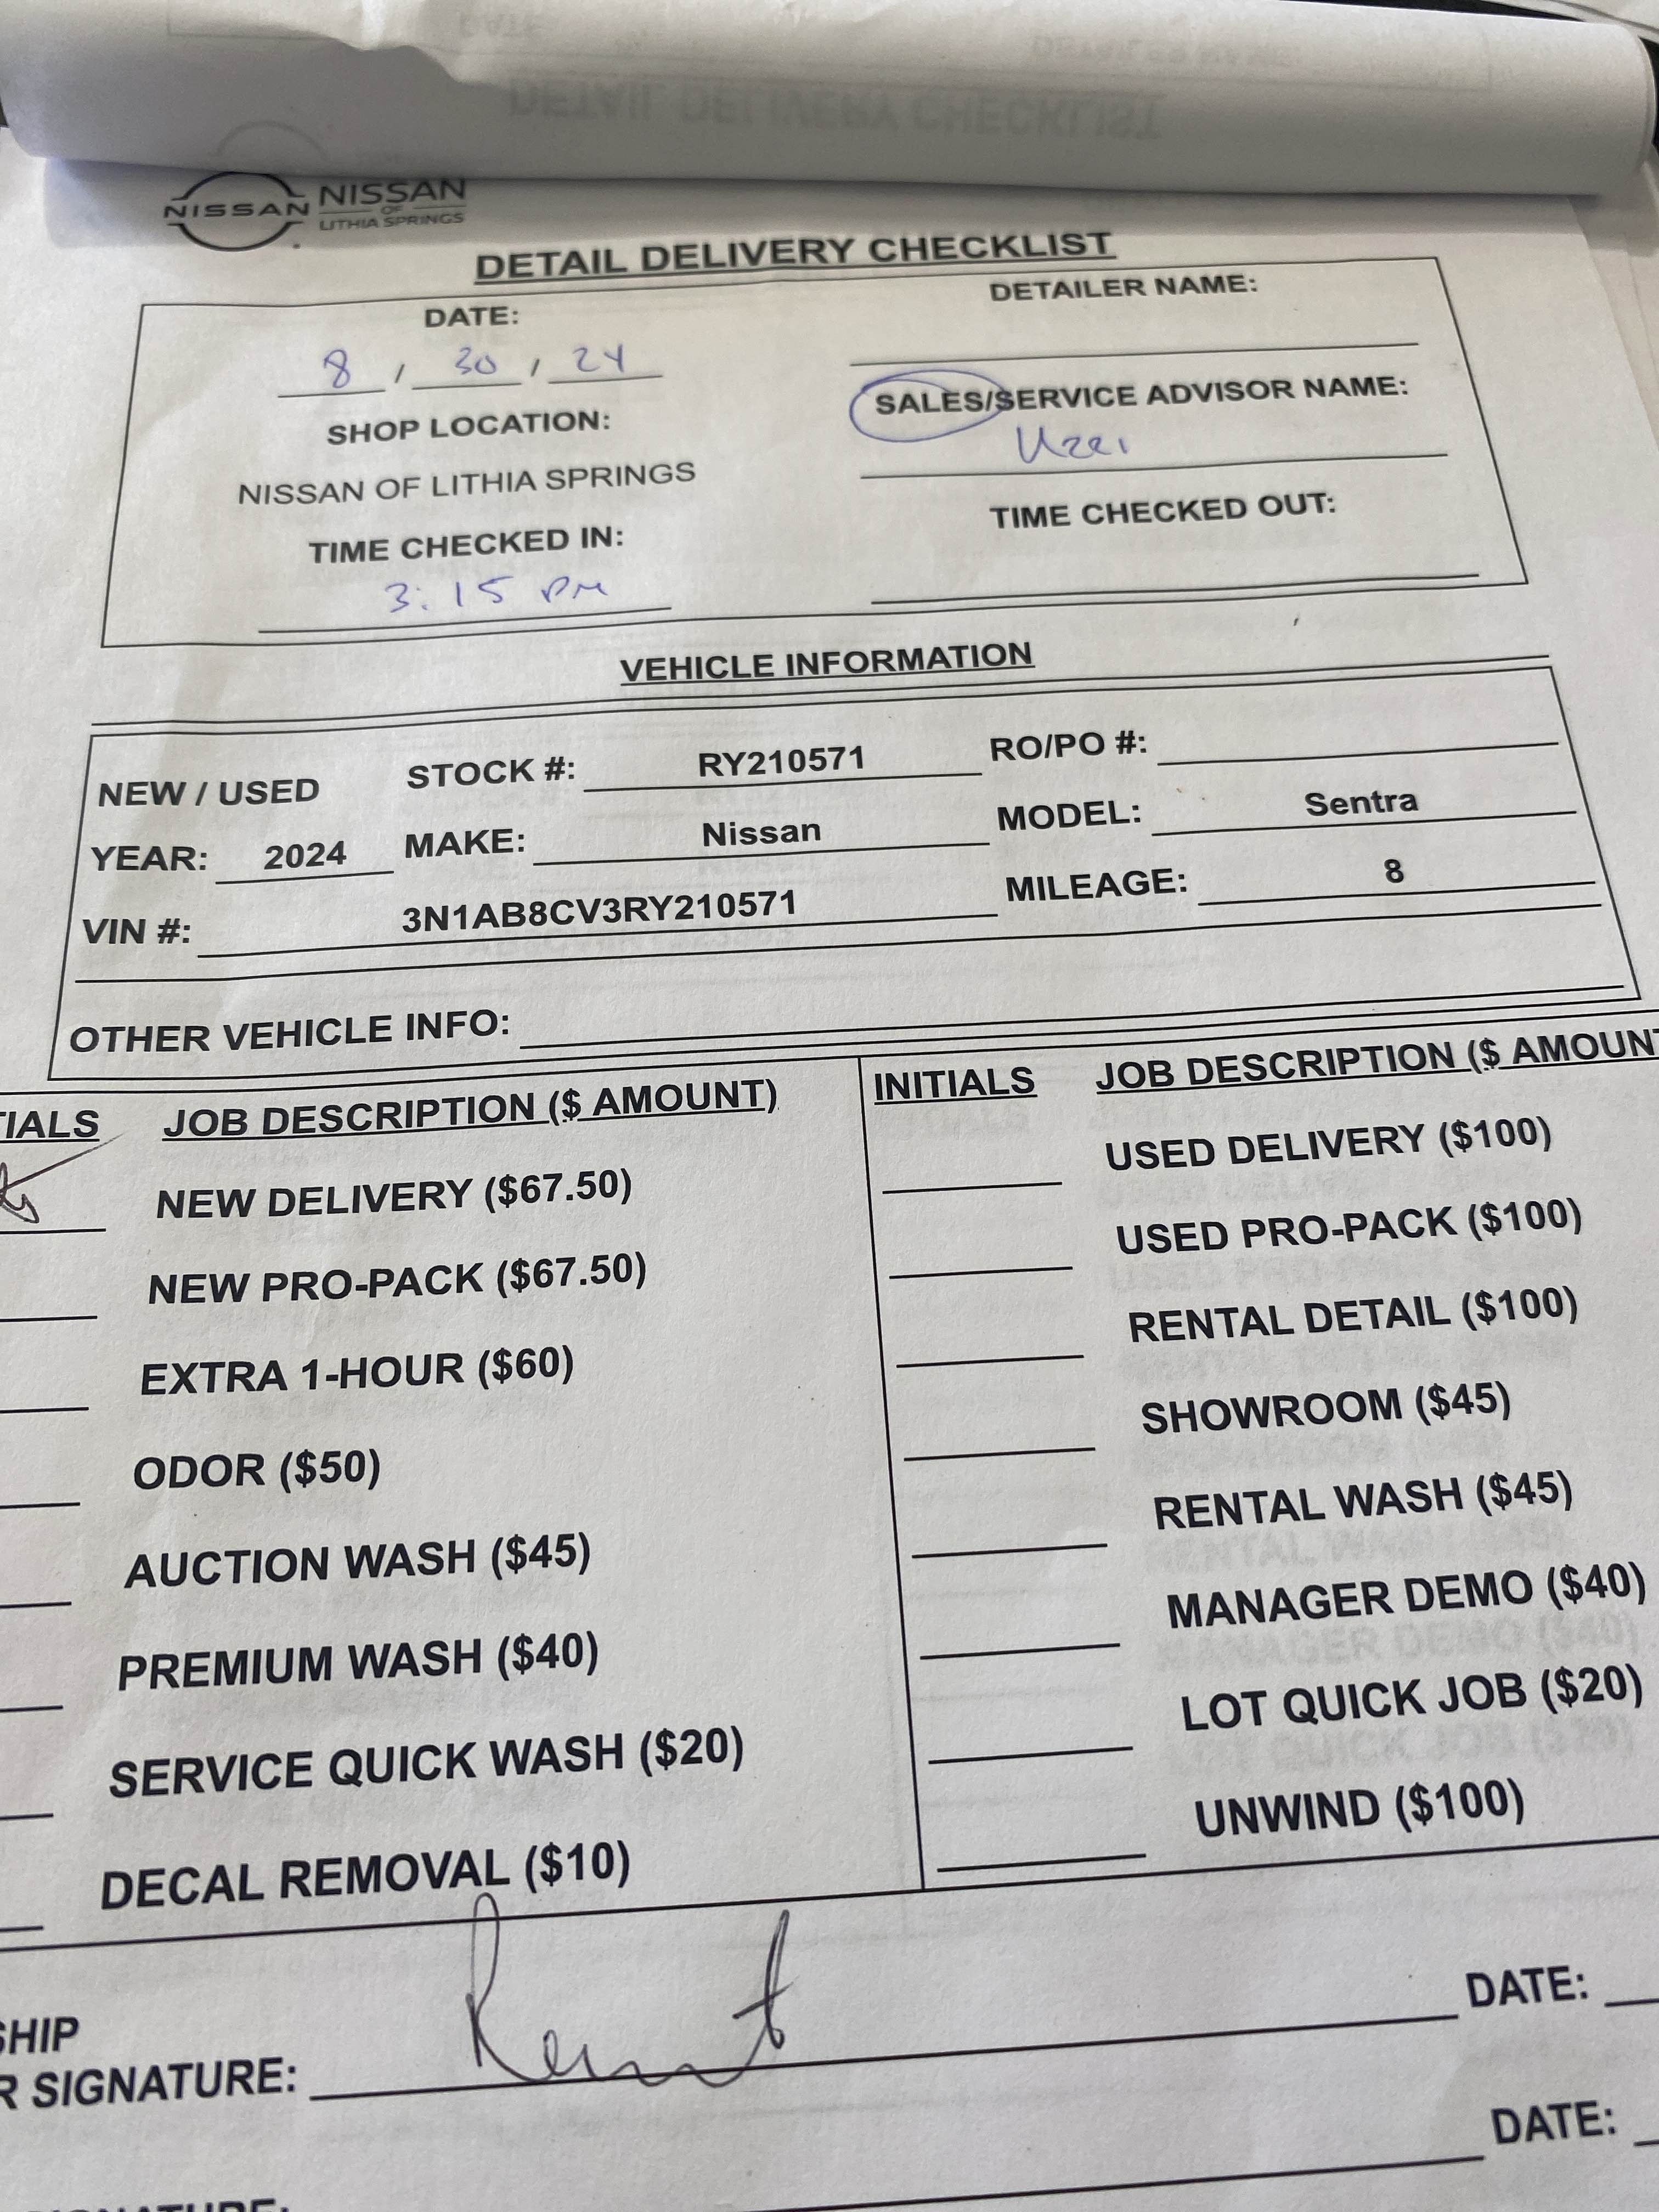 NISSAN NISSAN
OF
LITHIA SPRINGS
DETAIL DELIVERY CHECKLIST
DATE:
8 / 30 / 24
DETAILER NAME:
SHOP LOCATION:
NISSAN OF LITHIA SPRINGS
SALES/SERVICE ADVISOR NAME:
TIME CHECKED IN:
3:15 PM
TIME CHECKED OUT:
VEHICLE INFORMATION
NEW / USED STOCK #: RY210571 RO/PO #:
YEAR: 2024 MAKE: Nissan MODEL: Sentra
VIN #: 3N1AB8CV3RY210571 MILEAGE: 8
OTHER VEHICLE INFO:
TIALS JOB DESCRIPTION ($ AMOUNT)
NEW DELIVERY ($67.50)
NEW PRO-PACK ($67.50)
EXTRA 1-HOUR ($60)
ODOR ($50)
AUCTION WASH ($45)
PREMIUM WASH ($40)
SERVICE QUICK WASH ($20)
DECAL REMOVAL ($10)
INITIALS JOB DESCRIPTION ($ AMOUNT
USED DELIVERY ($100)
USED PRO-PACK ($100)
RENTAL DETAIL ($100)
SHOWROOM ($45)
RENTAL WASH ($45)
MANAGER DEMO ($40)
LOT QUICK JOB ($20)
UNWIND ($100)
SHIP
R SIGNATURE: DATE:
DATE: